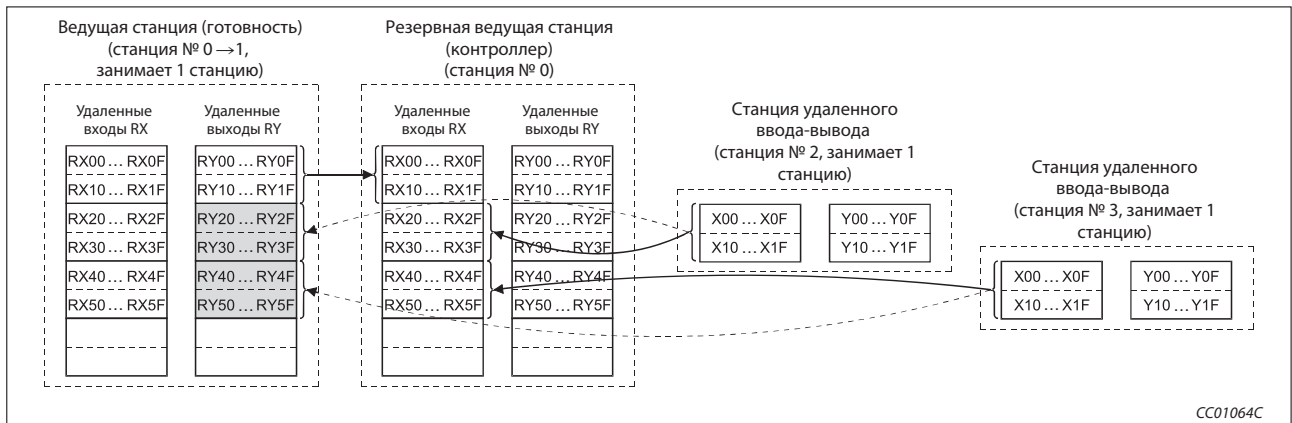 Ведущая станция (готовность)
(станция № 0 →1,
занимает 1 станцию)
Удаленные
входы RX
Удаленные
выходы RY
RX00 ... RX0F
RX10 ... RX1F
RX20 ... RX2F
RX30 ... RX3F
RX40 ... RX4F
RX50 ... RX5F
RY00 ... RY0F
RY10 ... RY1F
RY20 ... RY2F
RY30 ... RY3F
RY40 ... RY4F
RY50 ... RY5F
Резервная ведущая станция
(контроллер)
(станция № 0)
Удаленные
входы RX
Удаленные
выходы RY
RX00 ... RX0F
RX10 ... RX1F
RX20 ... RX2F
RX30 ... RX3F
RX40 ... RX4F
RX50 ... RX5F
RY00 ... RY0F
RY10 ... RY1F
RY20 ... RY2F
RY30 ... RY3F
RY40 ... RY4F
RY50 ... RY5F
Станция удаленного
ввода-вывода
(станция № 2, занимает 1
станцию)
X00 ... X0F
X10 ... X1F
Y00 ... Y0F
Y10 ... Y1F
Станция удаленного
ввода-вывода
(станция № 3, занимает 1
станцию)
X00 ... X0F
X10 ... X1F
Y00 ... Y0F
Y10 ... Y1F
CC01064C